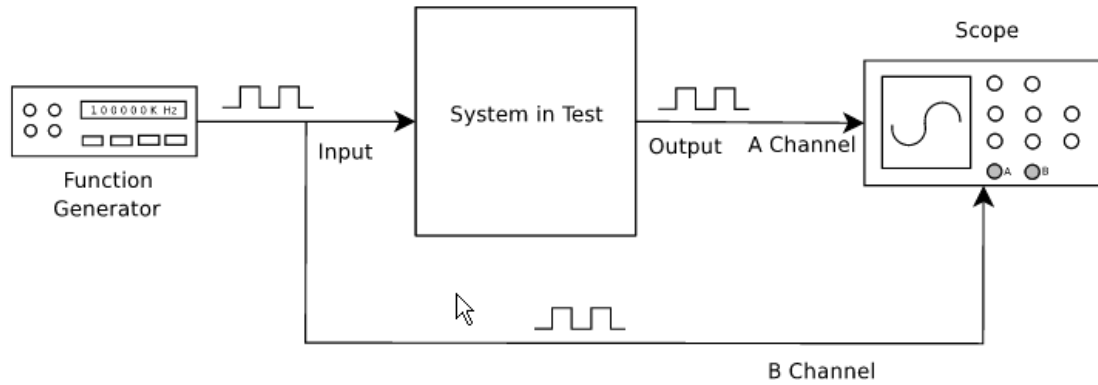 Scope
100000K Hz
System in Test
Input
Output
A Channel
A
B
Function
Generator
B Channel